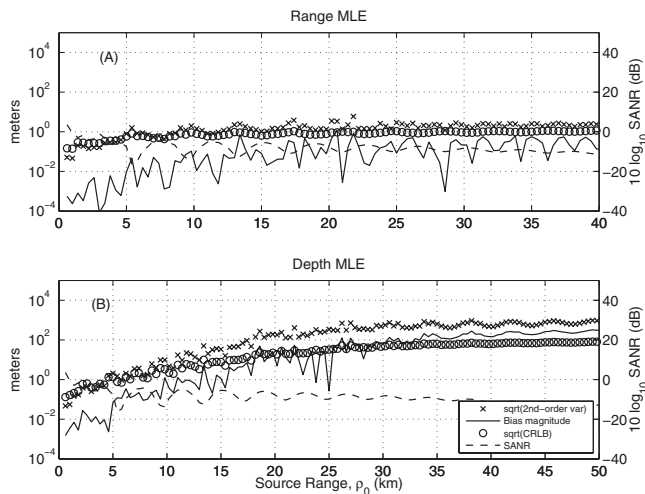 Range MLE
(A)
10^4
10^2
10^0
10^-2
10^-4
meters
40
20
0
-20
-40
10 log10 SANR (dB)
0 5 10 15 20 25 30 35 40
Depth MLE
(B)
10^4
10^2
10^0
10^-2
10^-4
meters
40
20
0
-20
-40
10 log10 SANR (dB)
× sqrt(2nd-order var)
Bias magnitude
sqrt(CRLB)
SANR
0 5 10 15 20 25 30 35 40 45 50
Source Range, ρ0 (km)